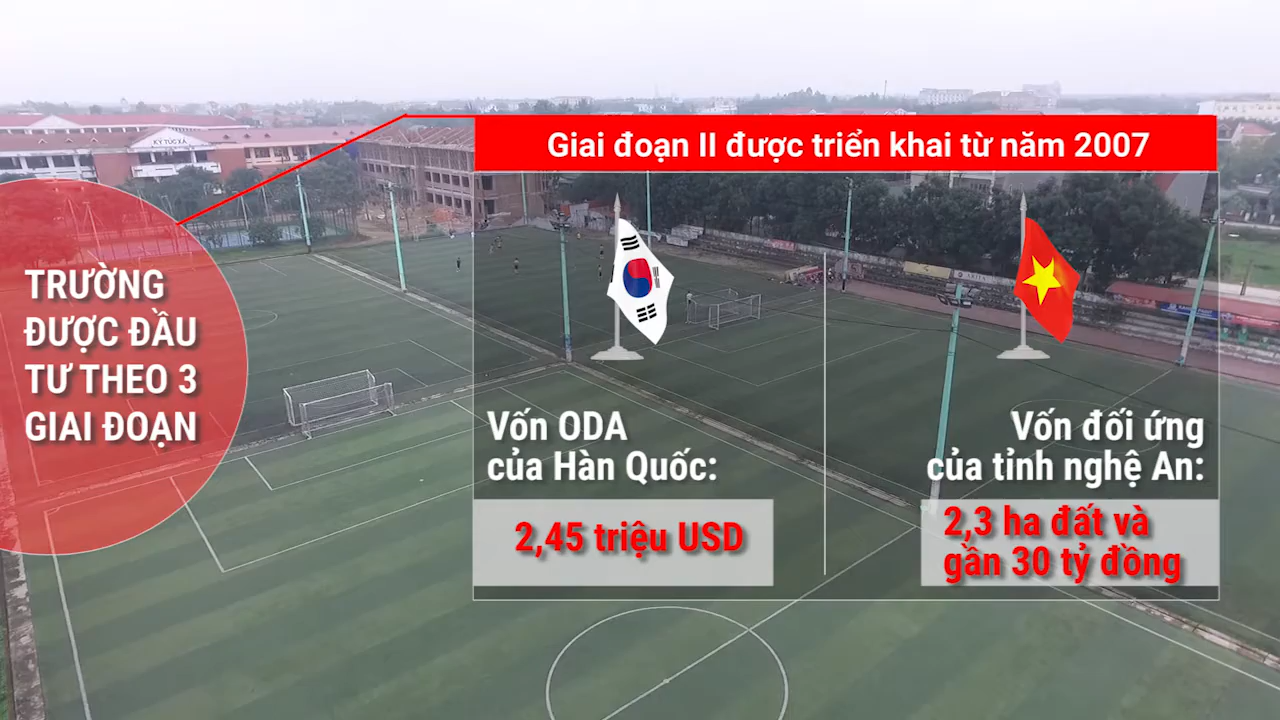 KÝ TÚC XÁ
Giai đoạn II được triển khai từ năm 2007
TRƯỜNG
ĐƯỢC ĐẦU
TƯ THEO 3
GIAI ĐOẠN
Vốn ODA
của Hàn Quốc:
2,45 triệu USD
Vốn đối ứng
của tỉnh nghệ An:
2,3 ha đất và
gần 30 tỷ đồng